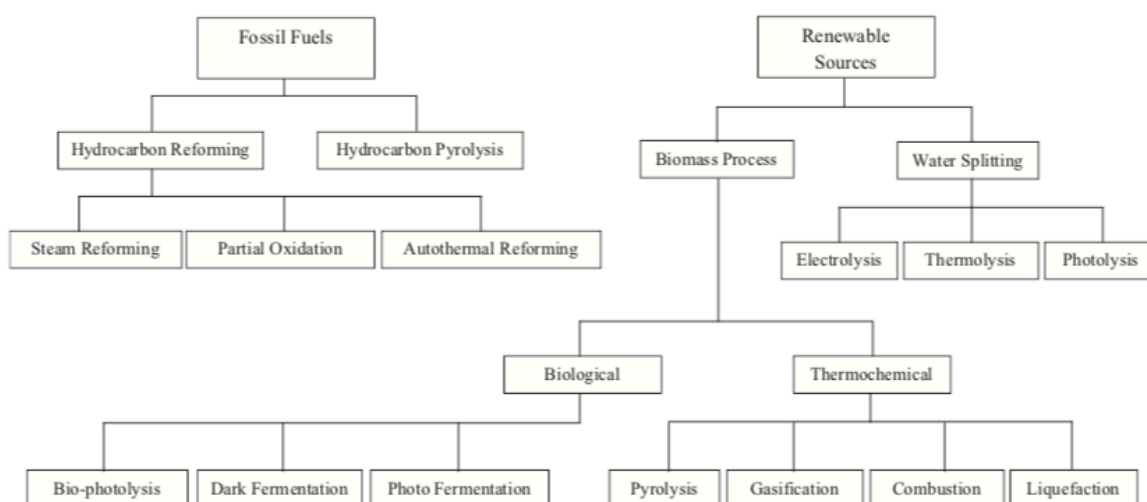 Fossil Fuels
Renewable
Sources
Hydrocarbon Reforming
Hydrocarbon Pyrolysis
Biomass Process
Water Splitting
Steam Reforming
Partial Oxidation
Autothermal Reforming
Electrolysis
Thermolysis
Photolysis
Biological
Thermochemical
Bio-photolysis
Dark Fermentation
Photo Fermentation
Pyrolysis
Gasification
Combustion
Liquefaction